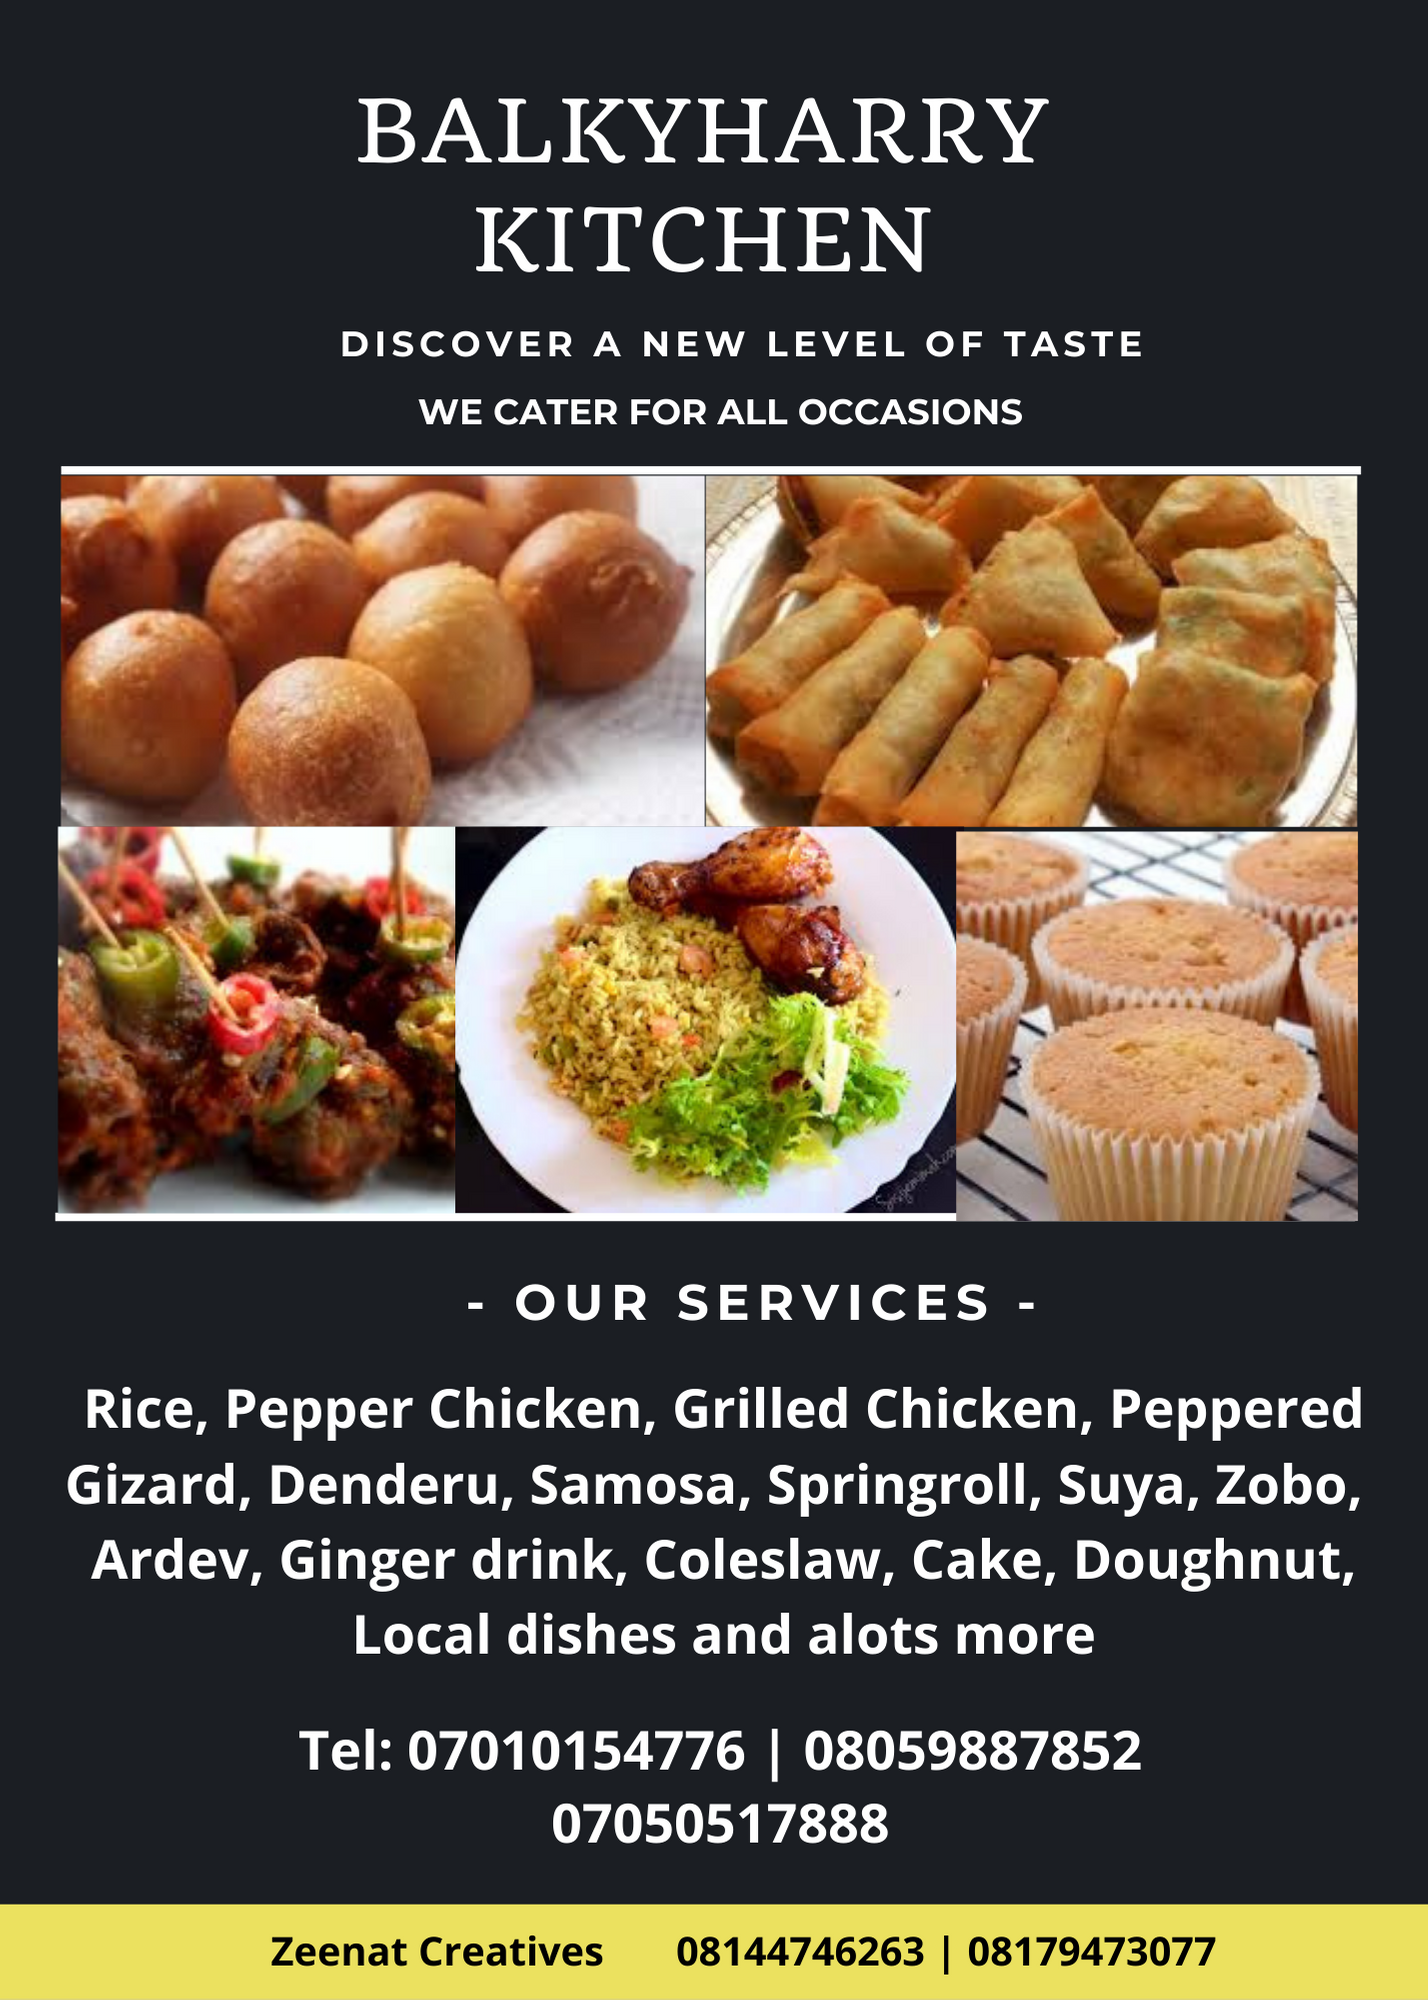 BALKYHARRY
KITCHEN
DISCOVER A NEW LEVEL OF TASTE
WE CATER FOR ALL OCCASIONS
- OUR SERVICES -
Rice, Pepper Chicken, Grilled Chicken, Peppered
Gizard, Denderu, Samosa, Springroll, Suya, Zobo,
Ardev, Ginger drink, Coleslaw, Cake, Doughnut,
Local dishes and alots more
Tel: 07010154776 | 08059887852
07050517888
Zeenat Creatives 08144746263 | 08179473077